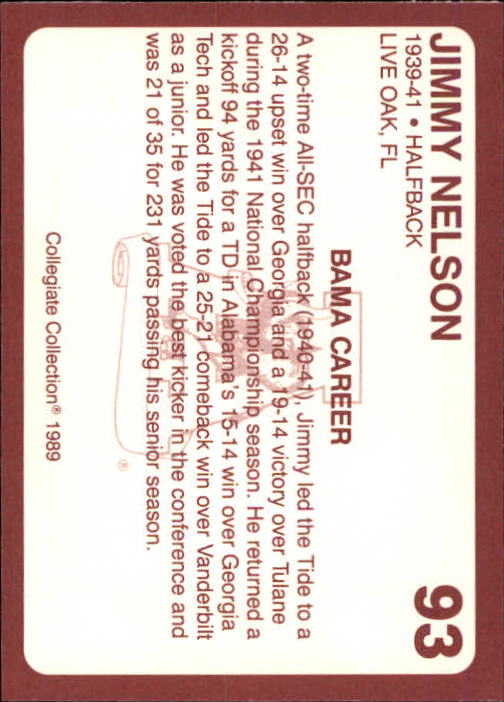 JIMMY NELSON 93
1939-41 • HALFBACK
LIVE OAK, FL
BAMA CAREER
A two-time All-SEC halfback (1940-41), Jimmy led the Tide to a
26-14 upset win over Georgia and a 19-14 victory over Tulane
during the 1941 National Championship season. He returned a
kickoff 94 yards for a TD in Alabama's 15-14 win over Georgia
Tech and led the Tide to a 25-21 comeback win over Vanderbilt
as a junior. He was voted the best kicker in the conference and
was 21 of 35 for 231 yards passing his senior season.
®
Collegiate Collection® 1989